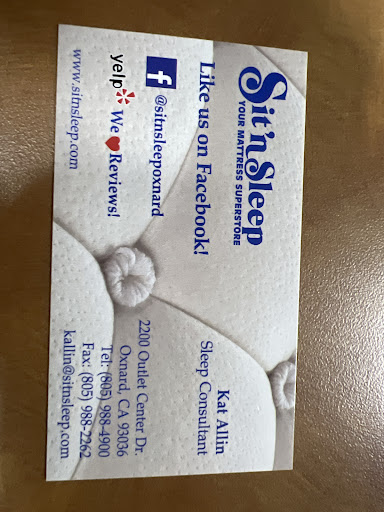 Sit 'n Sleep
YOUR MATTRESS SUPERSTORE
Like us on Facebook!
f @sitnsleepoxnard
yelp We ❤ Reviews!
www.sitnsleep.com
Kat Allin
Sleep Consultant
2200 Outlet Center Dr.
Oxnard, CA 93036
Tel: (805) 988-4900
Fax: (805) 988-2262
kallin@sitnsleep.com